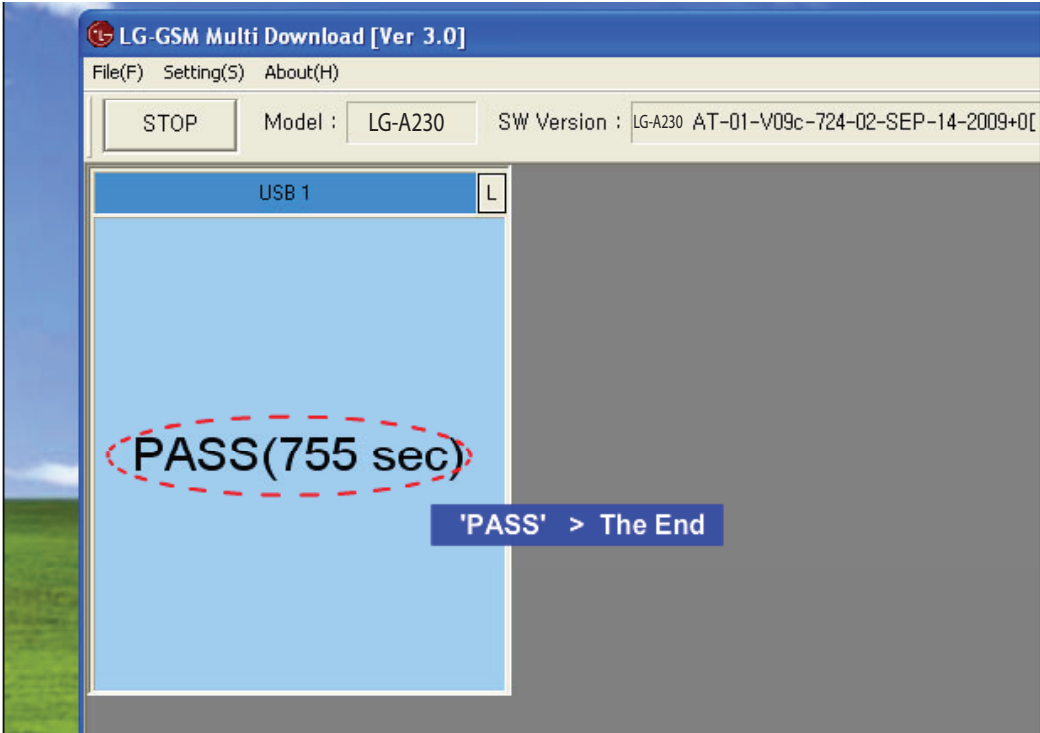 LG-GSM Multi Download [Ver 3.0]
File(F) Setting(S) About(H)
STOP Model : LG-A230 SW Version : LG-A230 AT-01-V09c-724-02-SEP-14-2009+0[
USB 1 L
PASS(755 sec)
'PASS' > The End